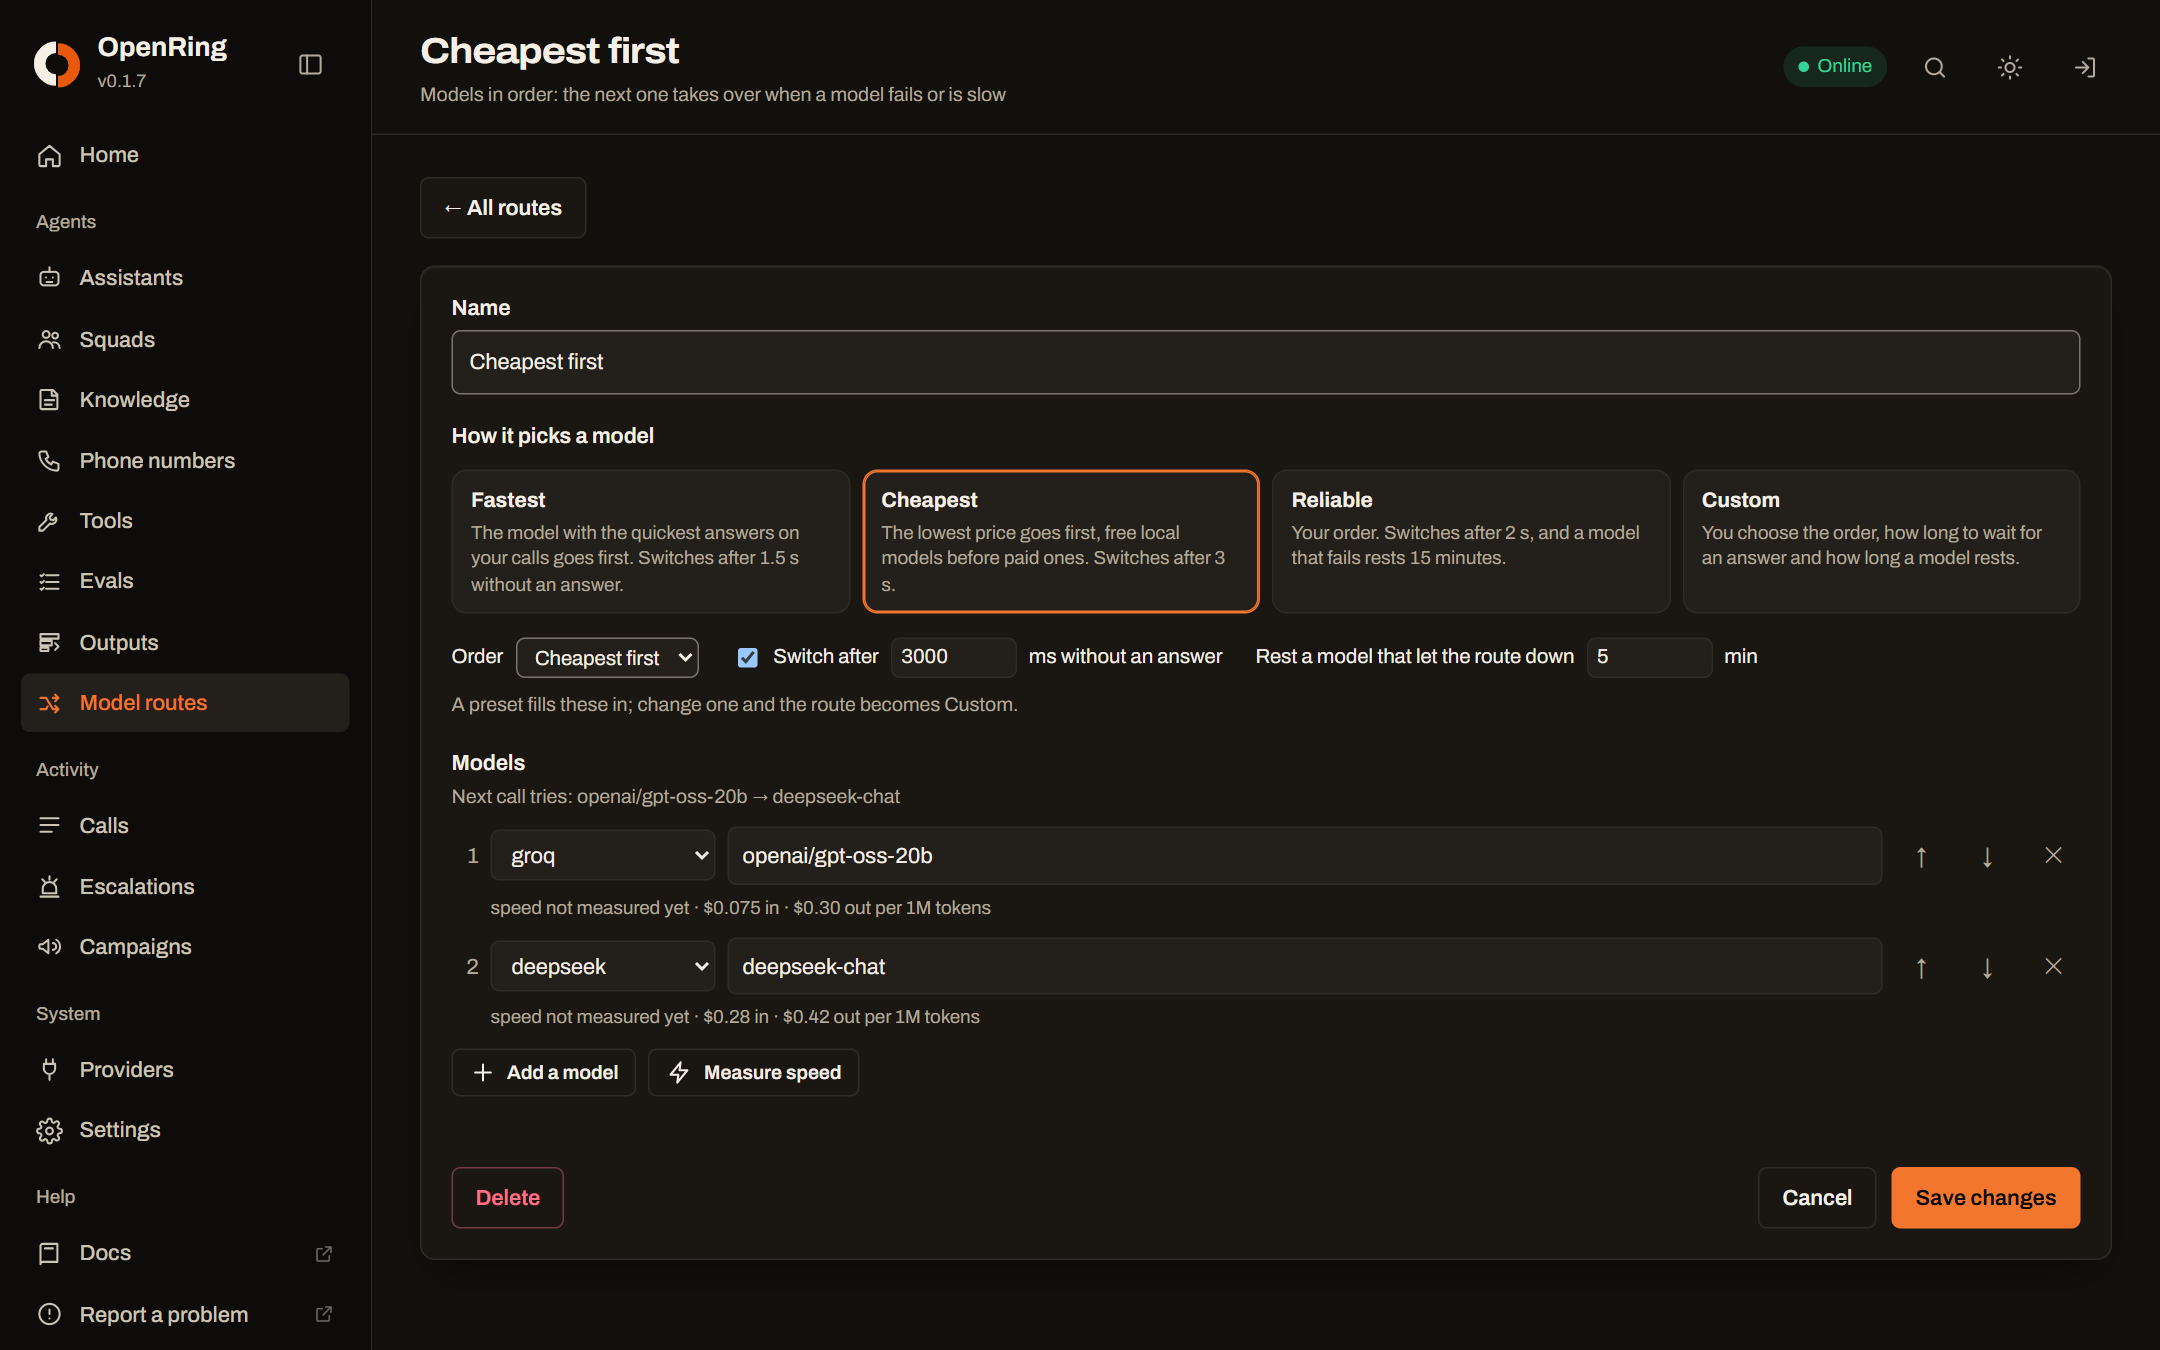 OpenRing
v0.1.7
Home
Agents
Assistants
Squads
Knowledge
Phone numbers
Tools
Evals
Outputs
Model routes
Activity
Calls
Escalations
Campaigns
System
Providers
Settings
Help
Docs
Report a problem
Cheapest first
Models in order: the next one takes over when a model fails or is slow
Online
← All routes
Name
Cheapest first
How it picks a model
Fastest
The model with the quickest answers on
your calls goes first. Switches after 1.5 s
without an answer.
Cheapest
The lowest price goes first, free local
models before paid ones. Switches after 3
s.
Reliable
Your order. Switches after 2 s, and a model
that fails rests 15 minutes.
Custom
You choose the order, how long to wait for
an answer and how long a model rests.
Order Cheapest first Switch after 3000 ms without an answer Rest a model that let the route down 5 min
A preset fills these in; change one and the route becomes Custom.
Models
Next call tries: openai/gpt-oss-20b → deepseek-chat
1 groq openai/gpt-oss-20b ↑ ↓
speed not measured yet · $0.075 in · $0.30 out per 1M tokens
2 deepseek deepseek-chat ↑ ↓
speed not measured yet · $0.28 in · $0.42 out per 1M tokens
Add a model Measure speed
Delete Cancel Save changes